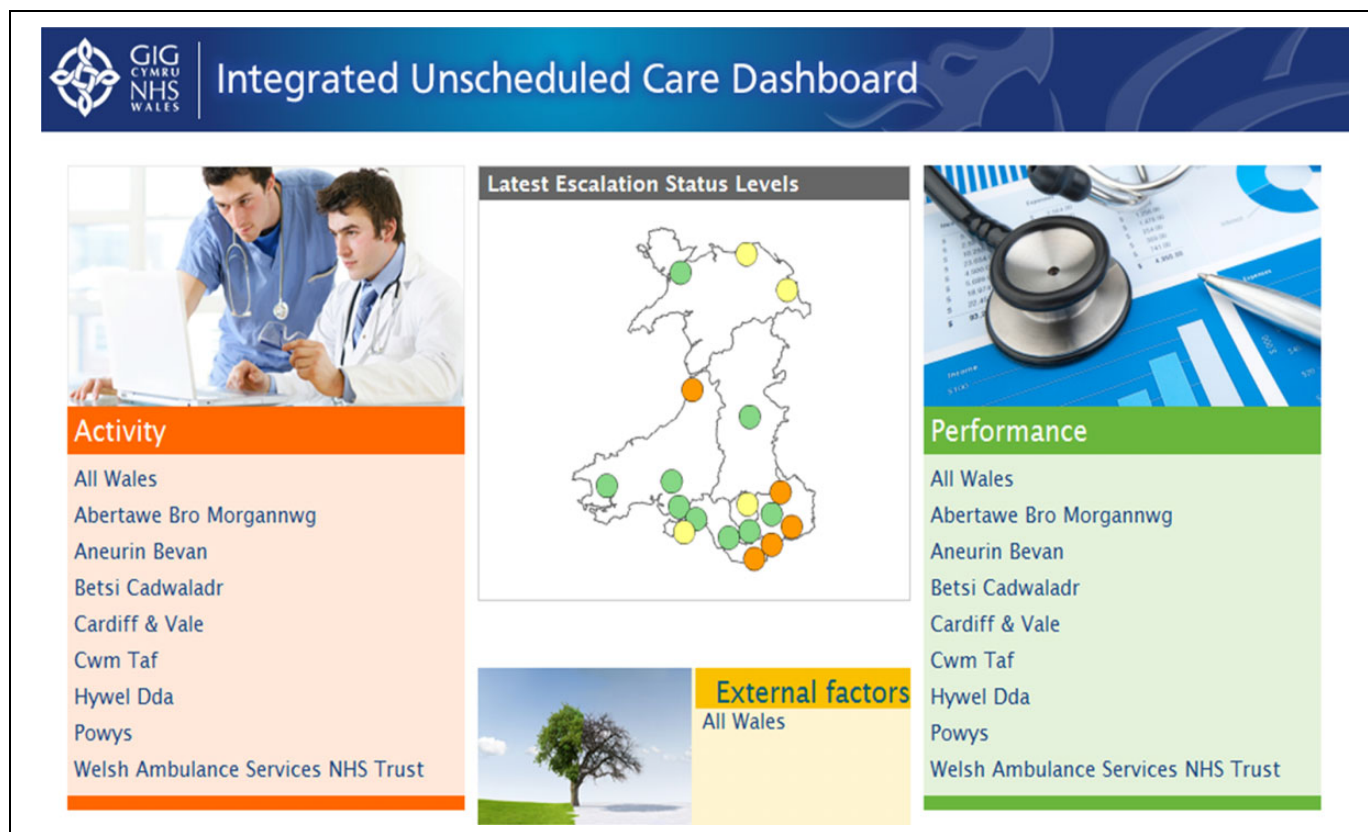 GIG
CYMRU
NHS
WALES
Integrated Unscheduled Care Dashboard
Latest Escalation Status Levels
Activity
All Wales
Abertawe Bro Morgannwg
Aneurin Bevan
Betsi Cadwaladr
Cardiff & Vale
Cwm Taf
Hywel Dda
Powys
Welsh Ambulance Services NHS Trust
External factors
All Wales
Performance
All Wales
Abertawe Bro Morgannwg
Aneurin Bevan
Betsi Cadwaladr
Cardiff & Vale
Cwm Taf
Hywel Dda
Powys
Welsh Ambulance Services NHS Trust